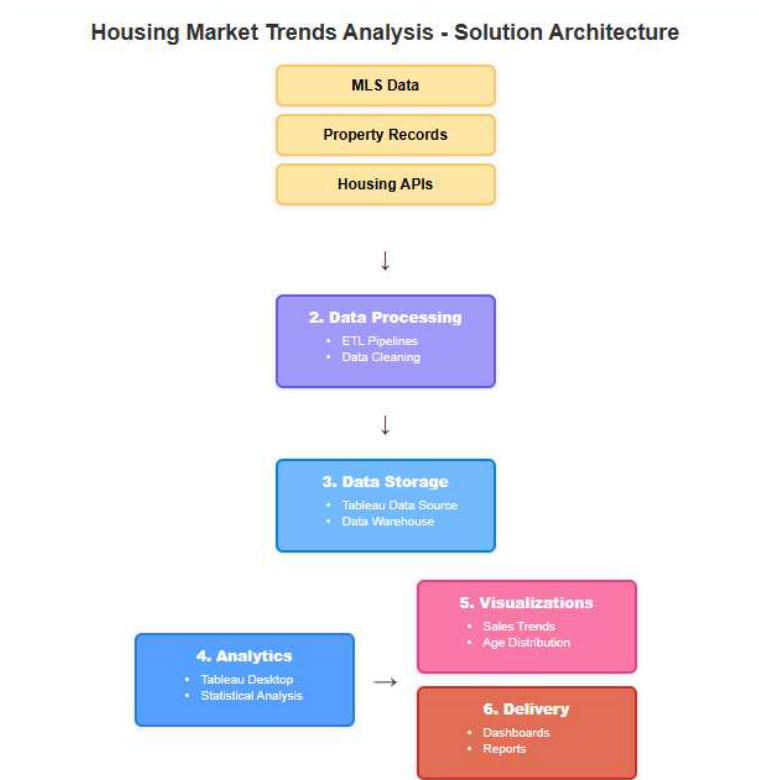 Housing Market Trends Analysis - Solution Architecture
MLS Data
Property Records
Housing APIs
↓
2. Data Processing
• ETL Pipelines
• Data Cleaning
↓
3. Data Storage
• Tableau Data Source
• Data Warehouse
4. Analytics
• Tableau Desktop
• Statistical Analysis
→
5. Visualizations
• Sales Trends
• Age Distribution
6. Delivery
• Dashboards
• Reports